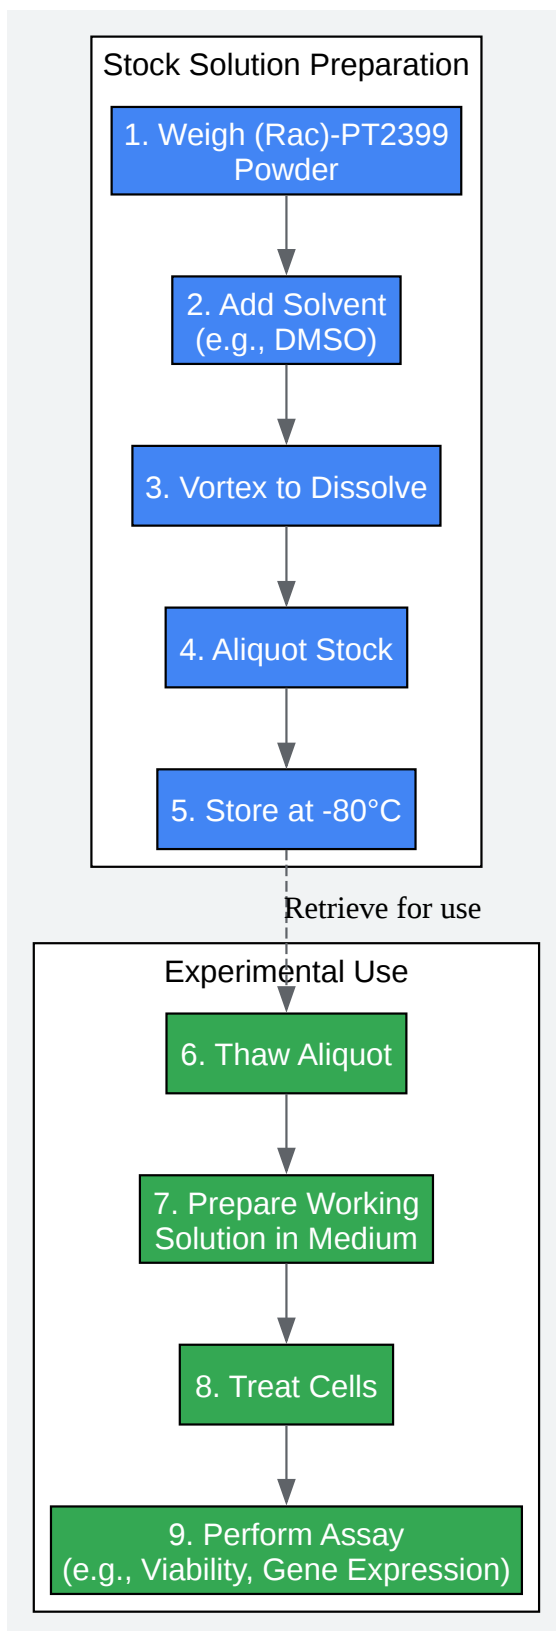 Stock Solution Preparation
1. Weigh (Rac)-PT2399
Powder
2. Add Solvent
(e.g., DMSO)
3. Vortex to Dissolve
4. Aliquot Stock
5. Store at -80°C
Retrieve for use
Experimental Use
6. Thaw Aliquot
7. Prepare Working
Solution in Medium
8. Treat Cells
9. Perform Assay
(e.g., Viability, Gene Expression)